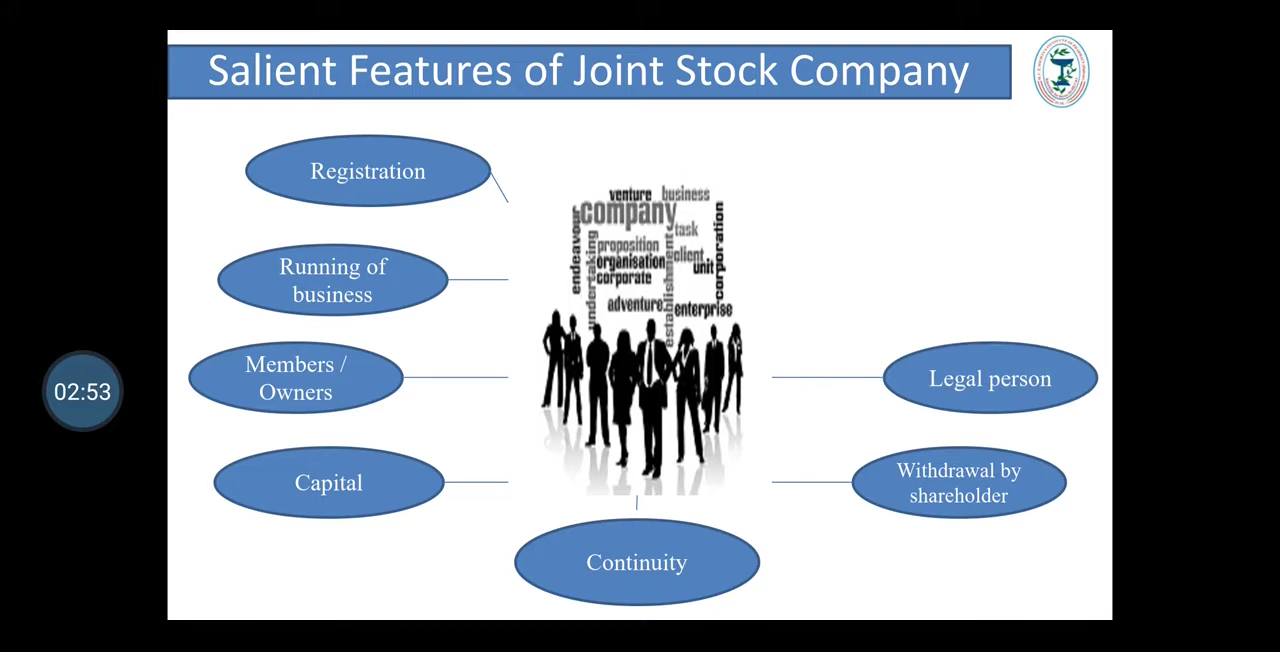 Salient Features of Joint Stock Company
Registration
Running of
business
Members /
Owners
Capital
Continuity
Withdrawal by
shareholder
Legal person
venture business
company
task
endeavour
undertaking
proposition
organisation
corporate
client
unit
corporation
establishment
adventure
enterprise
02:53